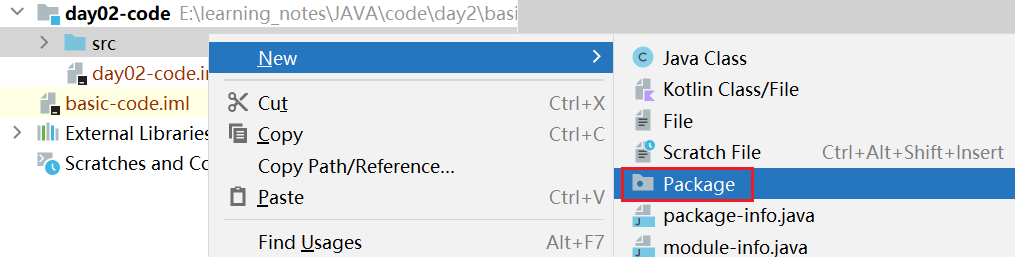 day02-code E:\learning_notes\JAVA\code\day2\basi
src
day02-code.i
basic-code.iml
External Libraries
Scratches and Co
New
Cut Ctrl+X
Copy Ctrl+C
Copy Path/Reference...
Paste Ctrl+V
Find Usages Alt+F7
Java Class
Kotlin Class/File
File
Scratch File Ctrl+Alt+Shift+Insert
Package
package-info.java
module-info.java